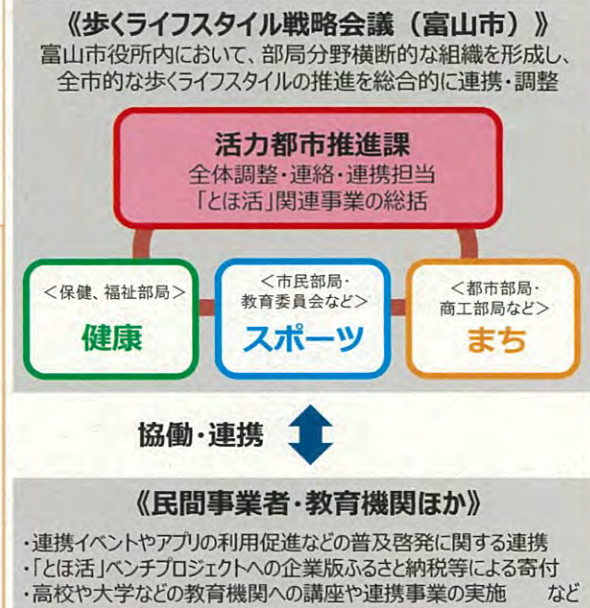 《歩くライフスタイル戦略会議（富山市）》
富山市役所内において、部局分野横断的な組織を形成し、
全市的な歩くライフスタイルの推進を総合的に連携・調整
活力都市推進課
全体調整・連絡・連携担当
「とほ活」関連事業の総括
＜保健、福祉部局＞
健康
＜市民部局・
教育委員会など＞
スポーツ
＜都市部局・
商工部局など＞
まち
協働・連携
《民間事業者・教育機関ほか》
・連携イベントやアプリの利用促進などの普及啓発に関する連携
・「とほ活」ベンチプロジェクトへの企業版ふるさと納税等による寄付
・高校や大学などの教育機関への講座や連携事業の実施　など